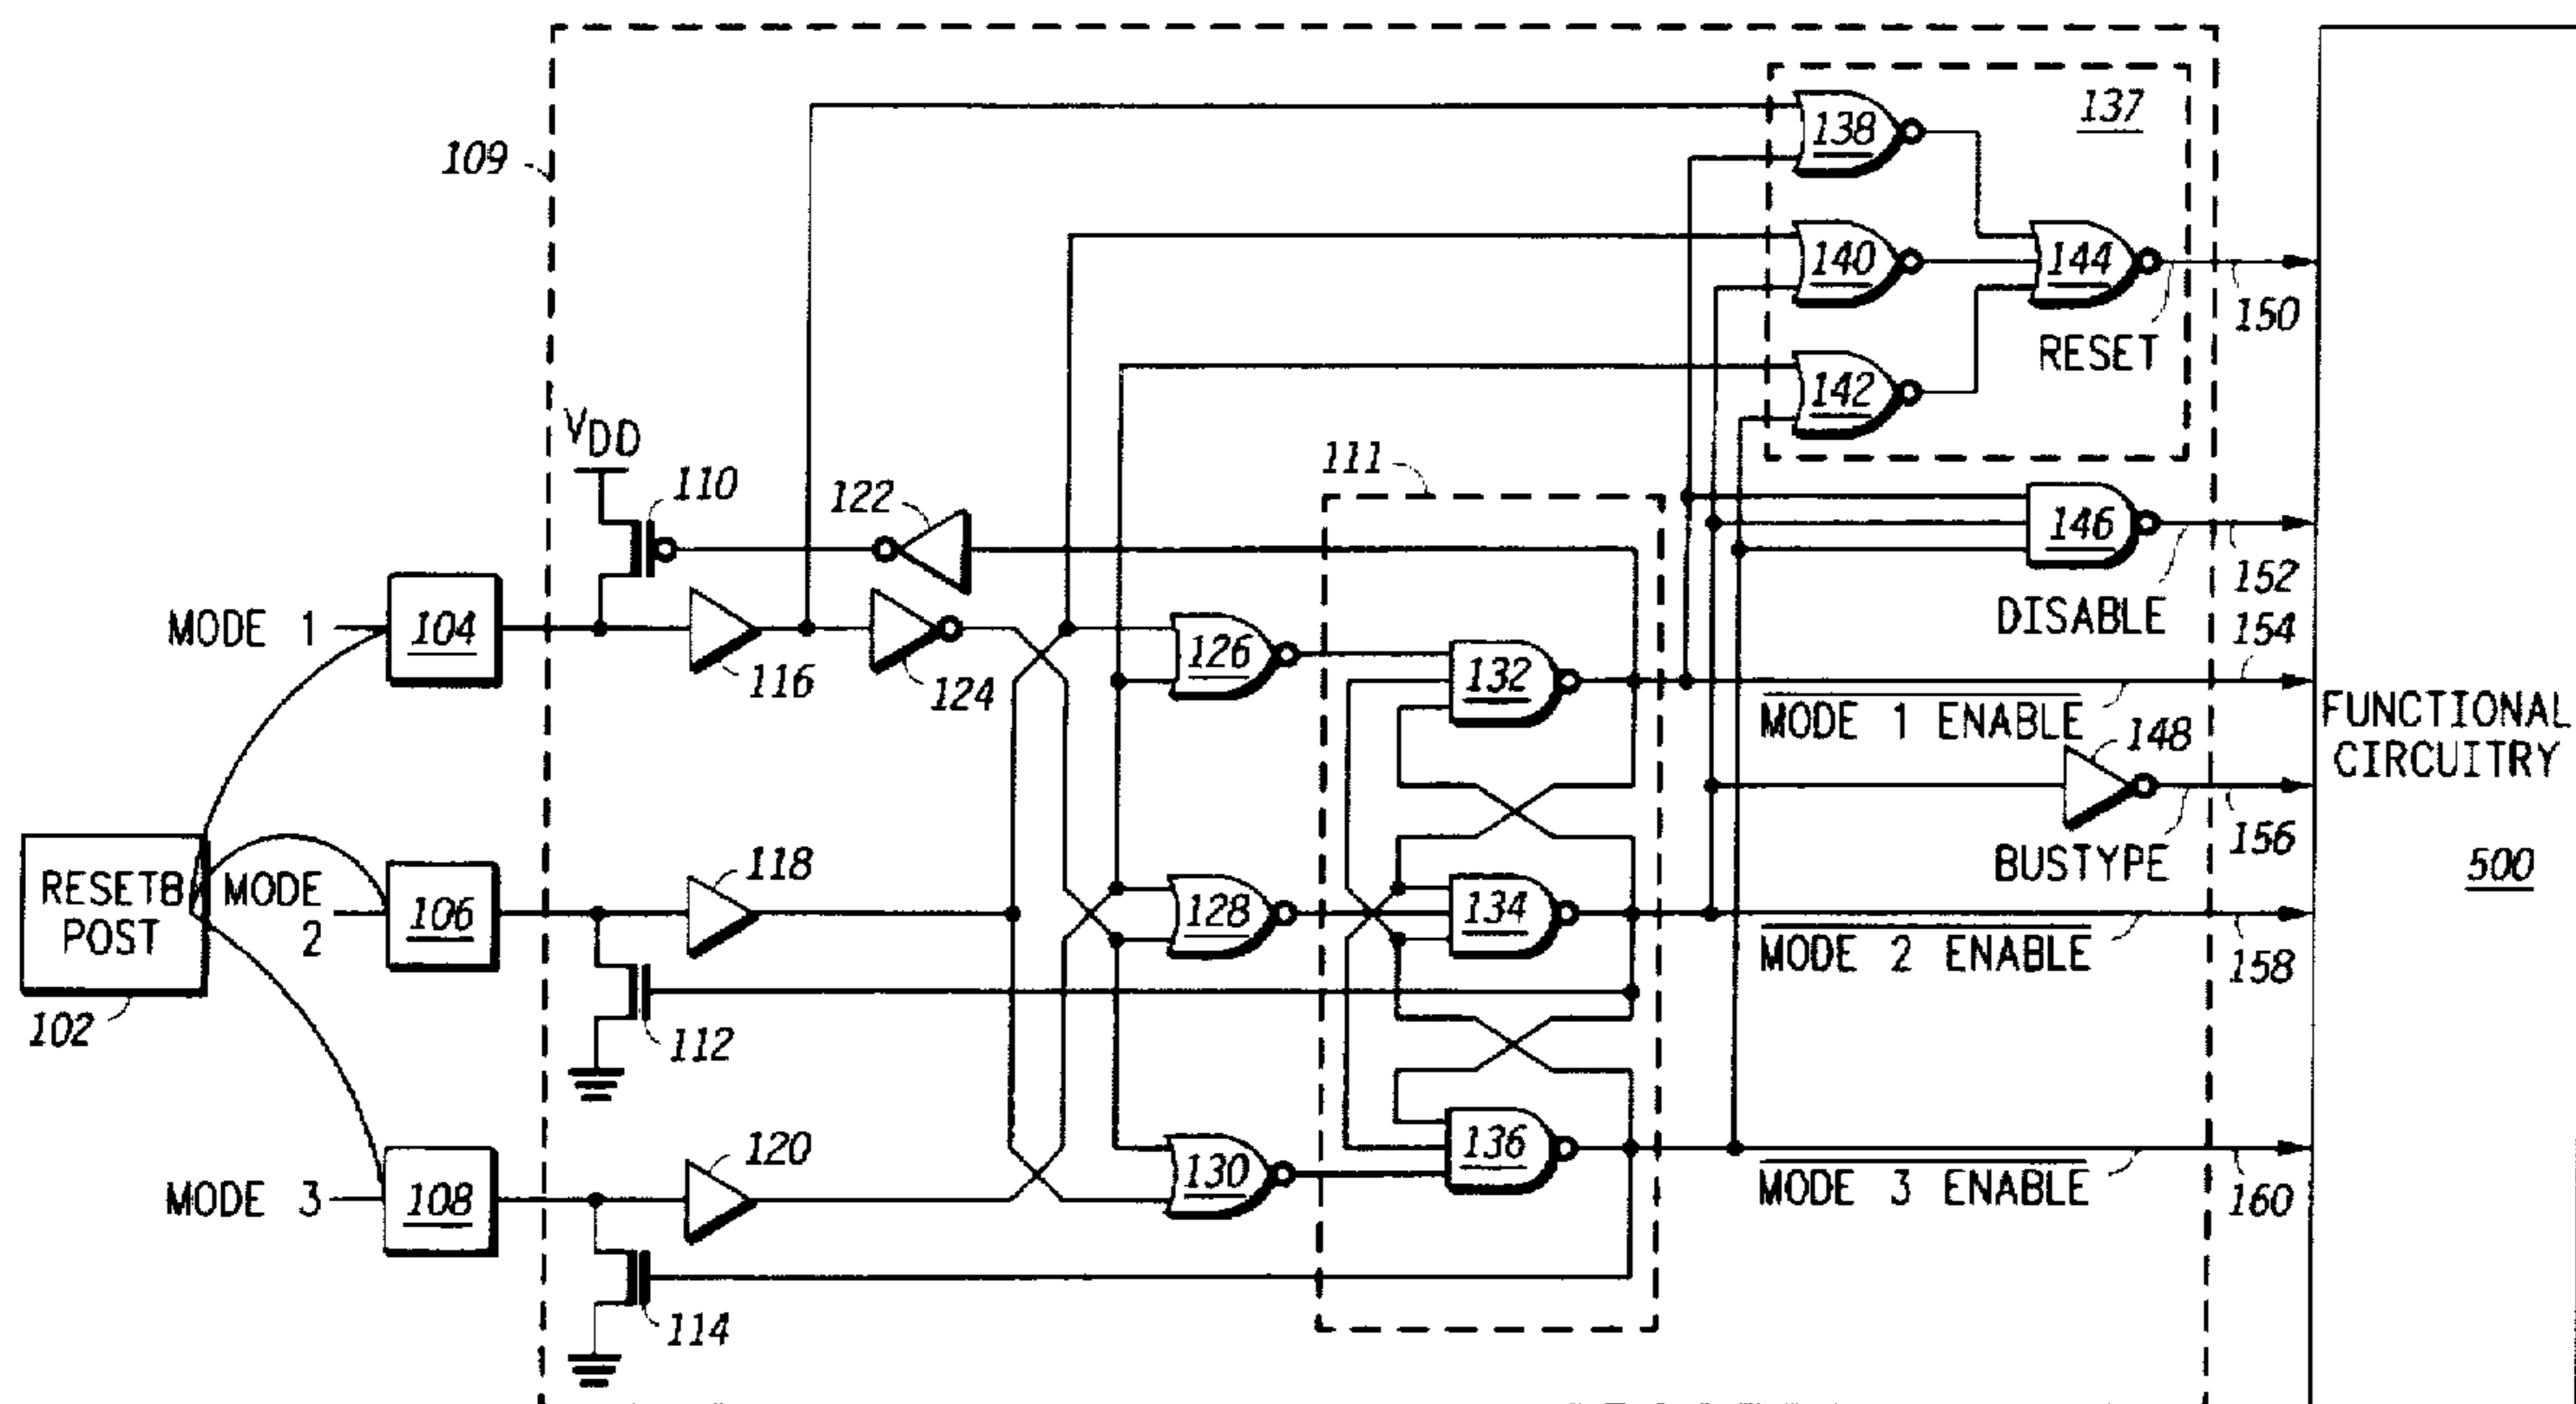 109
137
138
140
144
142
150
RESET
VDD
110
122
111
146
152
DISABLE
154
MODE 1
104
116
124
126
132
MODE 1 ENABLE
148
FUNCTIONAL
CIRCUITRY
156
BUSTYPE
500
RESETB
POST
102
MODE
2
106
118
128
134
MODE 2 ENABLE
158
112
120
130
136
MODE 3 ENABLE
160
MODE 3
108
114